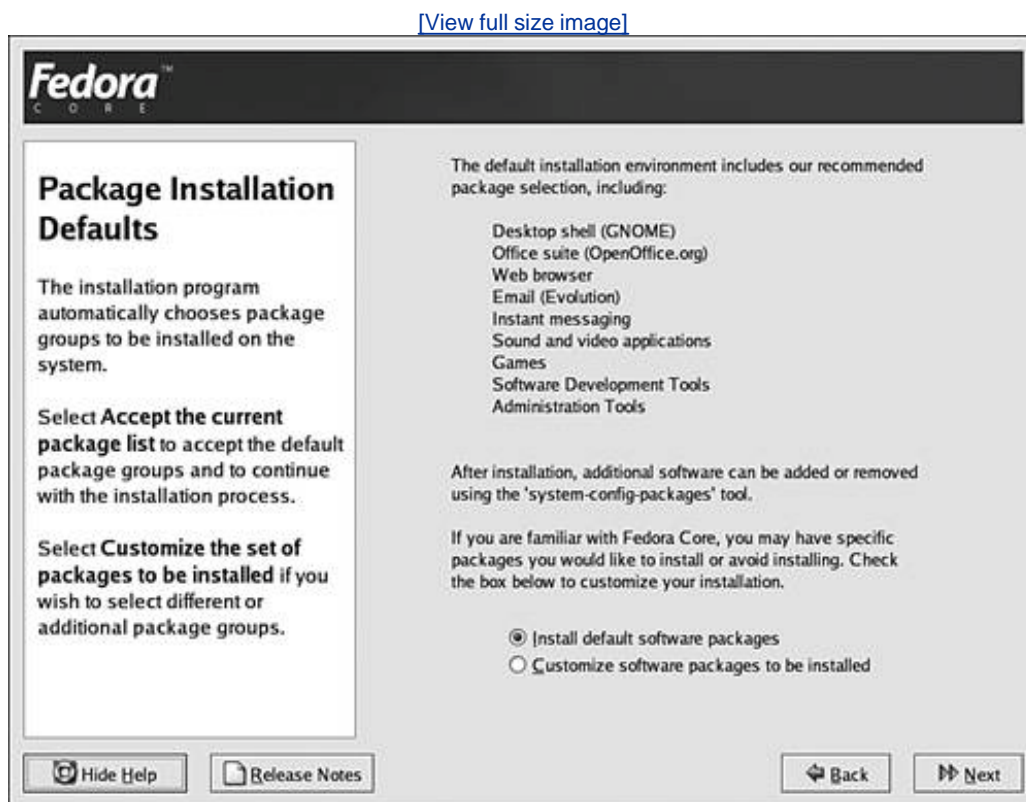 [View full size image]
Fedora™
CORE
Package Installation
Defaults
The installation program
automatically chooses package
groups to be installed on the
system.
Select Accept the current
package list to accept the default
package groups and to continue
with the installation process.
Select Customize the set of
packages to be installed if you
wish to select different or
additional package groups.
The default installation environment includes our recommended
package selection, including:
Desktop shell (GNOME)
Office suite (OpenOffice.org)
Web browser
Email (Evolution)
Instant messaging
Sound and video applications
Games
Software Development Tools
Administration Tools
After installation, additional software can be added or removed
using the 'system-config-packages' tool.
If you are familiar with Fedora Core, you may have specific
packages you would like to install or avoid installing. Check
the box below to customize your installation.
Install default software packages
Customize software packages to be installed
Hide Help
Release Notes
Back
Next